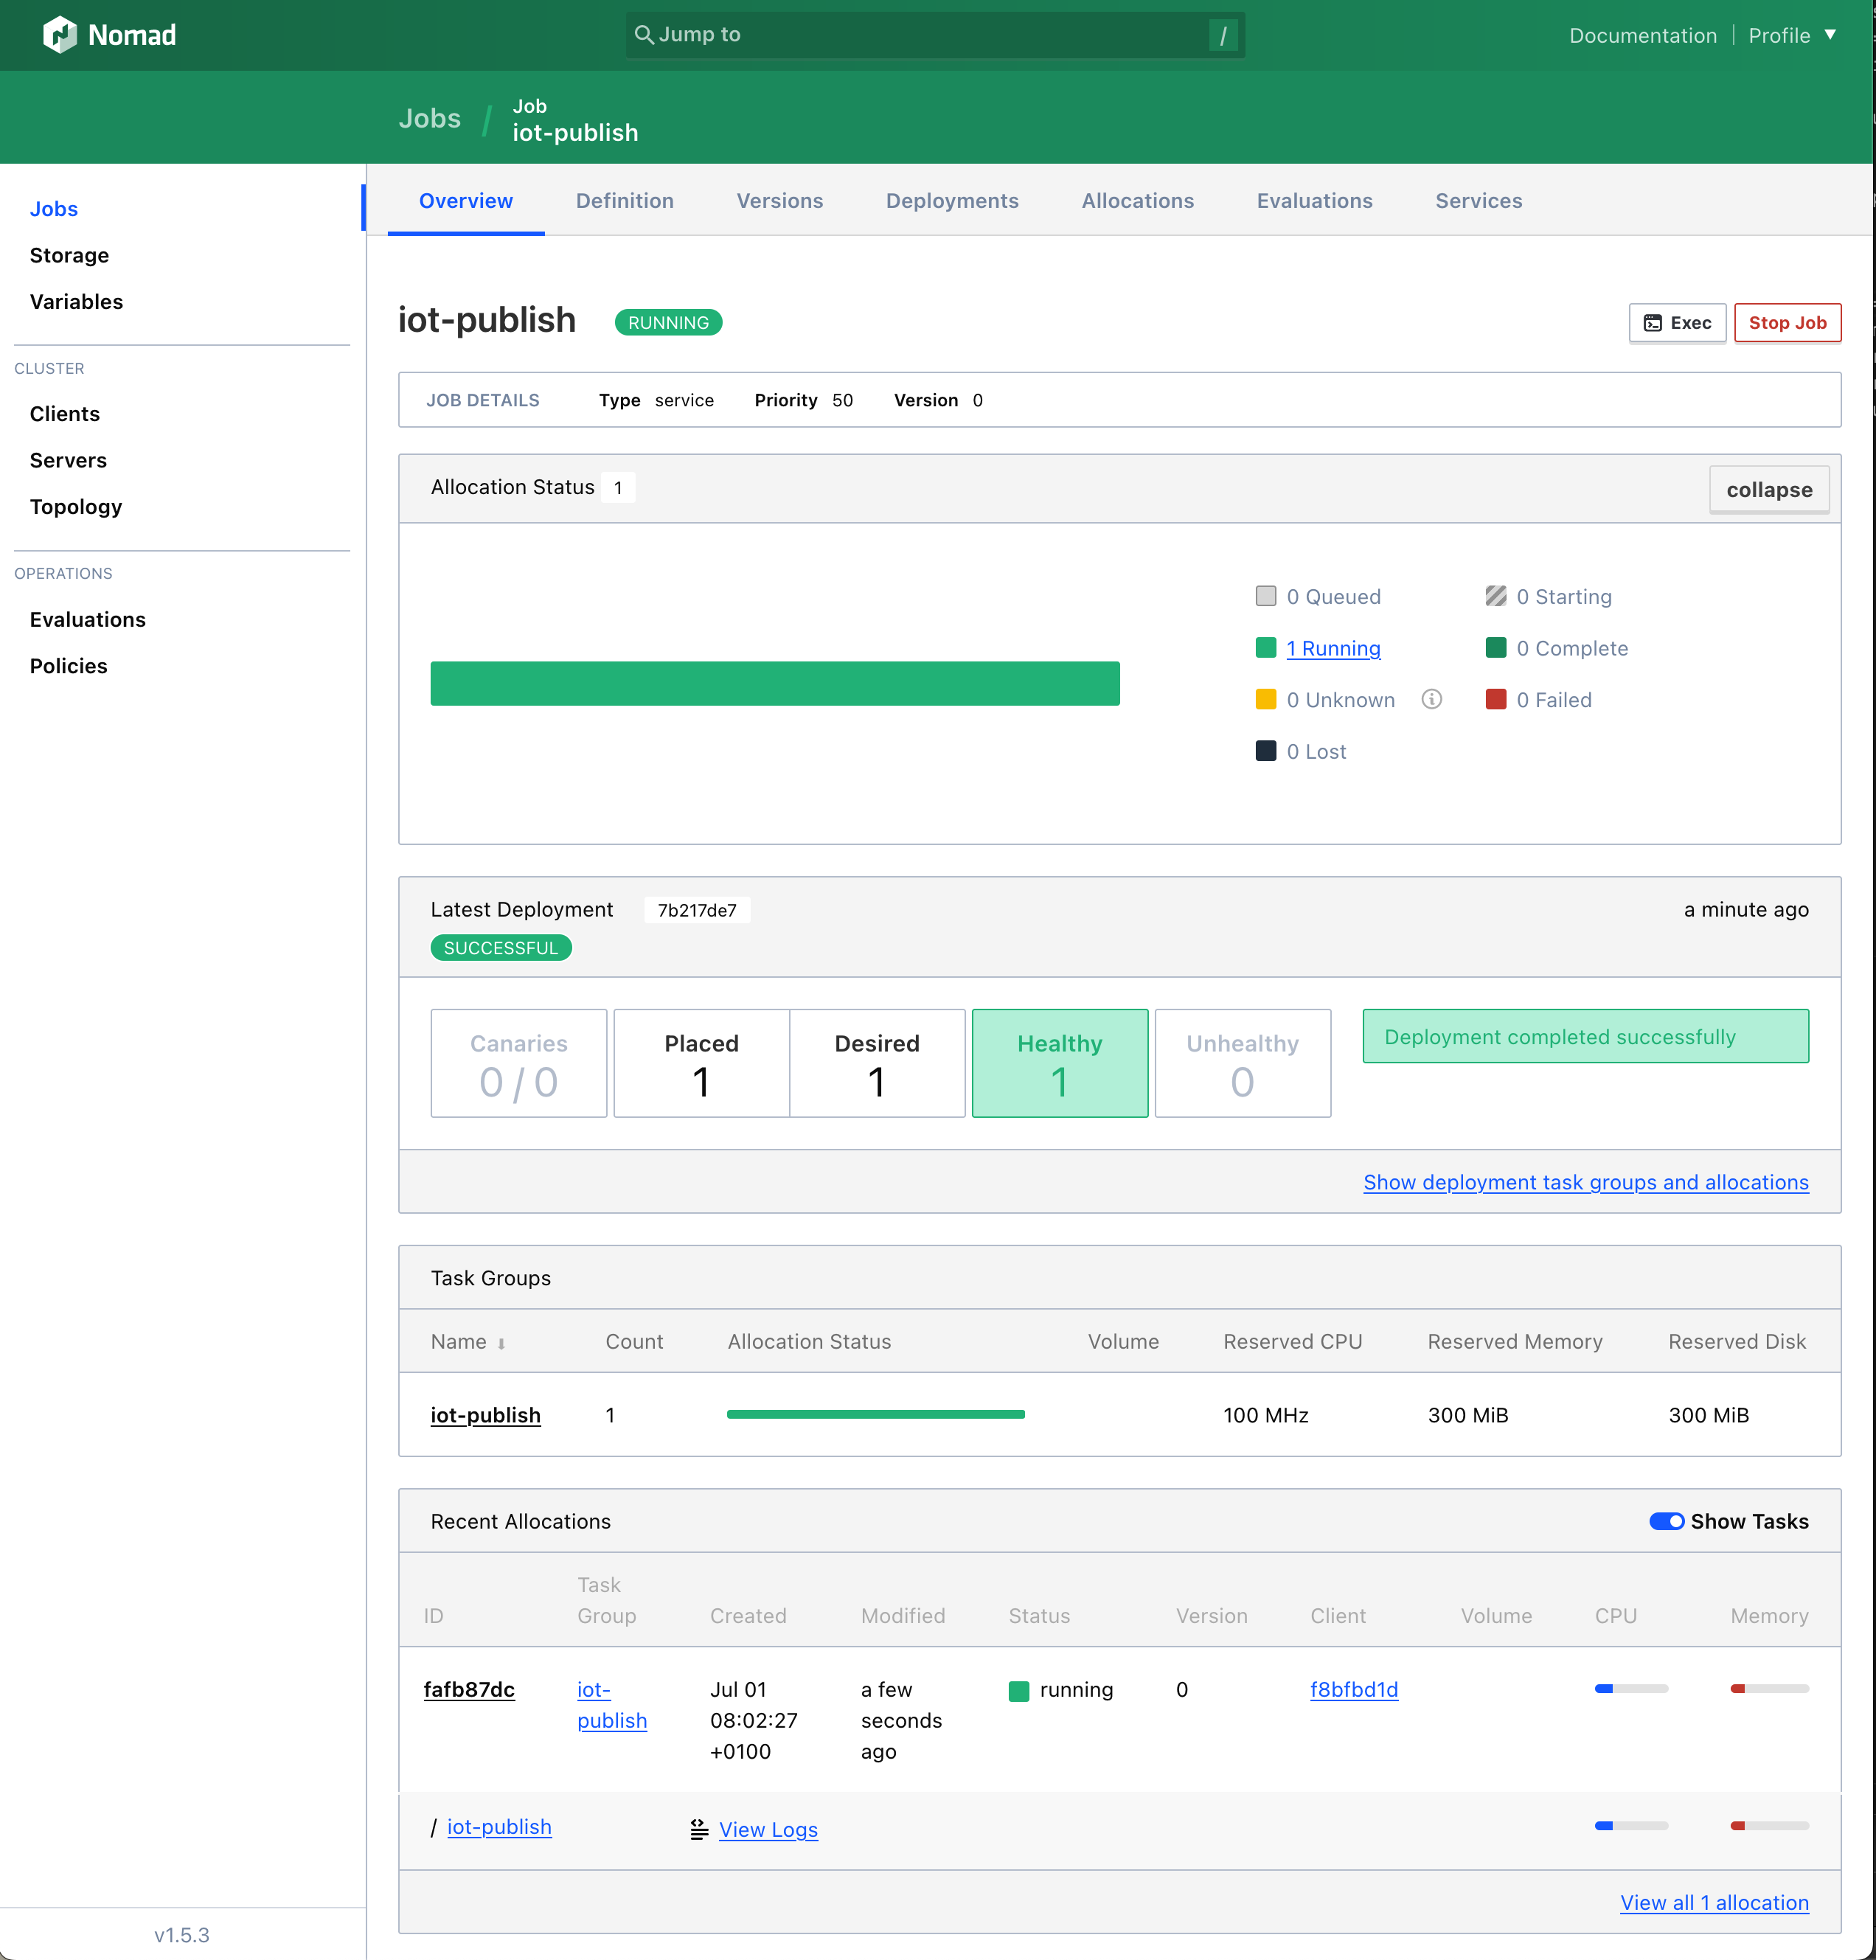 Nomad
Jump to
/
Documentation
Profile
Jobs
/
Job
iot-publish
Jobs
Storage
Variables
CLUSTER
Clients
Servers
Topology
OPERATIONS
Evaluations
Policies
v1.5.3
Overview
Definition
Versions
Deployments
Allocations
Evaluations
Services
iot-publish
RUNNING
Exec
Stop Job
JOB DETAILS
Type service
Priority 50
Version 0
Allocation Status 1
collapse
0 Queued
0 Starting
1 Running
0 Complete
0 Unknown
0 Failed
0 Lost
Latest Deployment 7b217de7
a minute ago
SUCCESSFUL
Canaries
0 / 0
Placed
1
Desired
1
Healthy
1
Unhealthy
0
Deployment completed successfully
Show deployment task groups and allocations
Task Groups
Name
Count
Allocation Status
Volume
Reserved CPU
Reserved Memory
Reserved Disk
iot-publish
1
100 MHz
300 MiB
300 MiB
Recent Allocations
Show Tasks
ID
Task
Group
Created
Modified
Status
Version
Client
Volume
CPU
Memory
fafb87dc
iot-
publish
Jul 01
08:02:27
+0100
a few
seconds
ago
running
0
f8bfbd1d
/ iot-publish
View Logs
View all 1 allocation